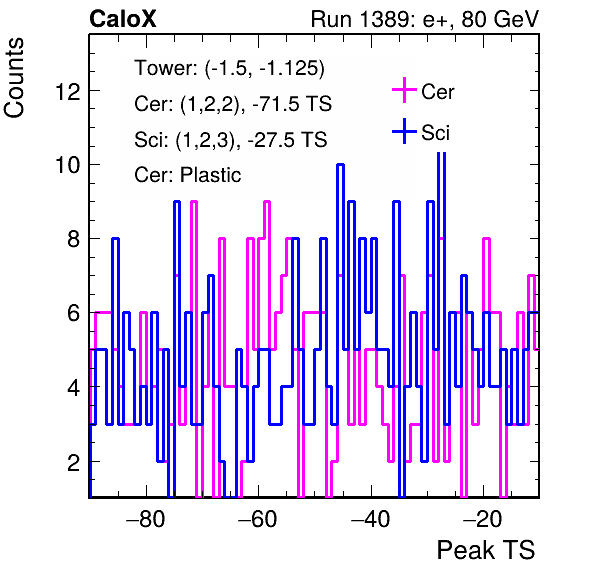 CaloX Run 1389: e+, 80 GeV
Counts
Tower: (-1.5, -1.125)
Cer: (1,2,2), -71.5 TS
Sci: (1,2,3), -27.5 TS
Cer: Plastic
Cer
Sci
12
10
8
6
4
2
−80 −60 −40 −20
Peak TS